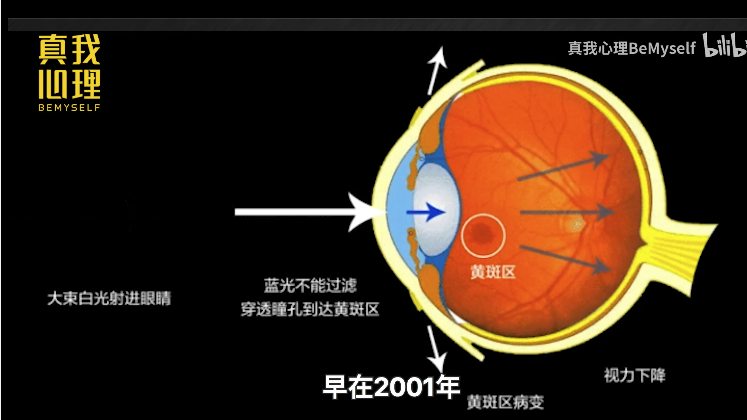 真我
心理
BEMYSELF
真我心理BeMyself
bilibili
大束白光射进眼睛
蓝光不能过滤
穿透瞳孔到达黄斑区
黄斑区
视力下降
早在2001年
黄斑区病变